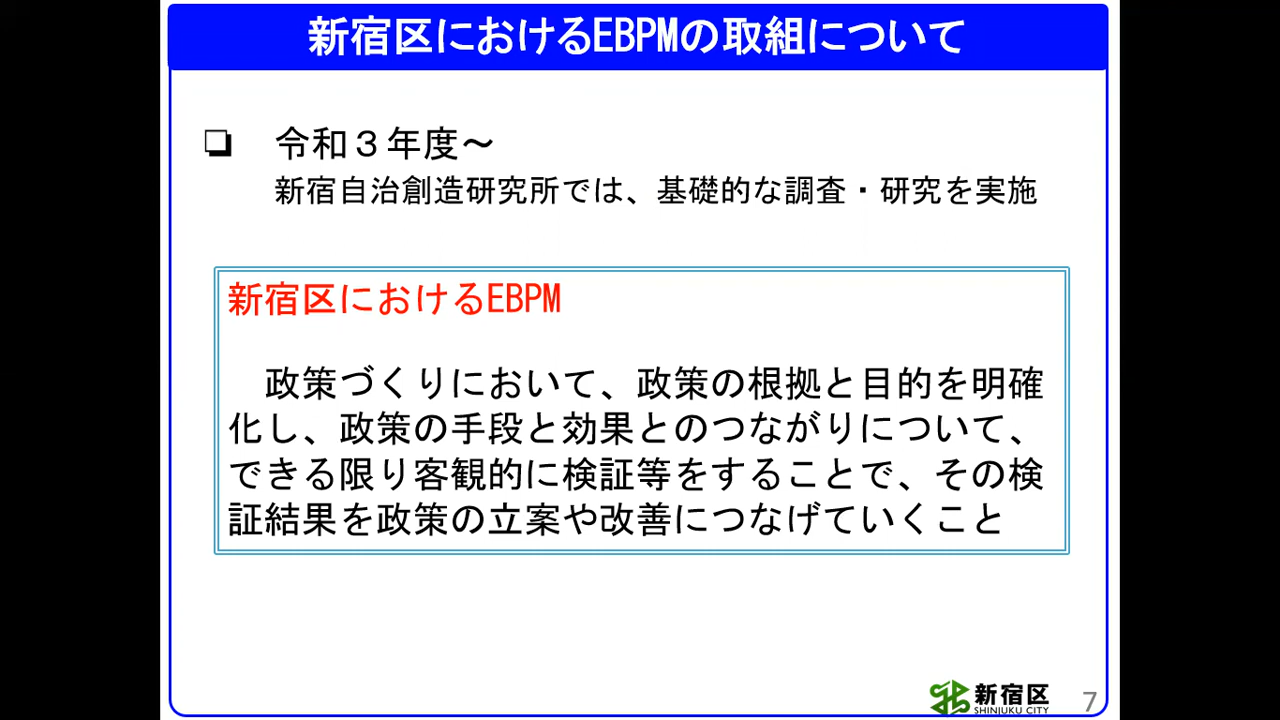 新宿区におけるEBPMの取組について
❏ 令和３年度～
新宿自治創造研究所では、基礎的な調査・研究を実施
新宿区におけるEBPM
政策づくりにおいて、政策の根拠と目的を明確
化し、政策の手段と効果とのつながりについて、
できる限り客観的に検証等をすることで、その検
証結果を政策の立案や改善につなげていくこと
新宿区
SHINJUKU CITY
7